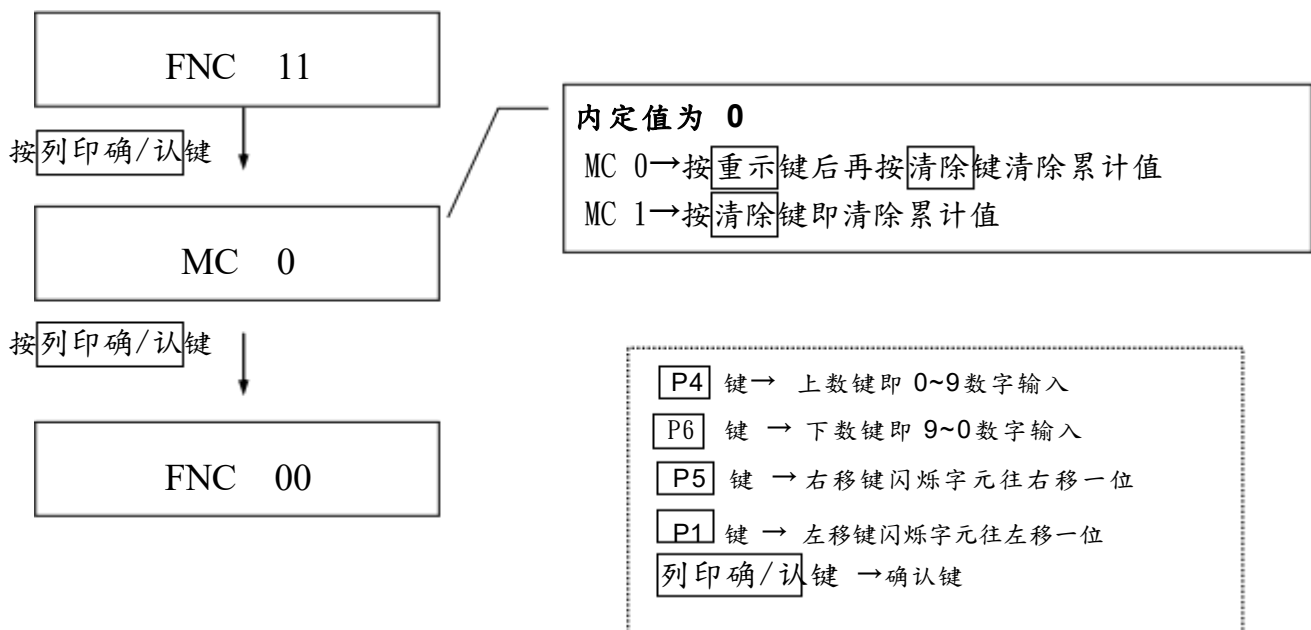 FNC 11
按列印确/认键
MC 0
按列印确/认键
FNC 00
内定值为 0
MC 0→按重示键后再按清除键清除累计值
MC 1→按清除键即清除累计值
P4 键→ 上数键即 0~9数字输入
P6 键 → 下数键即 9~0数字输入
P5 键 →右移键闪烁字元往右移一位
P1 键 → 左移键闪烁字元往左移一位
列印确/认键 →确认键